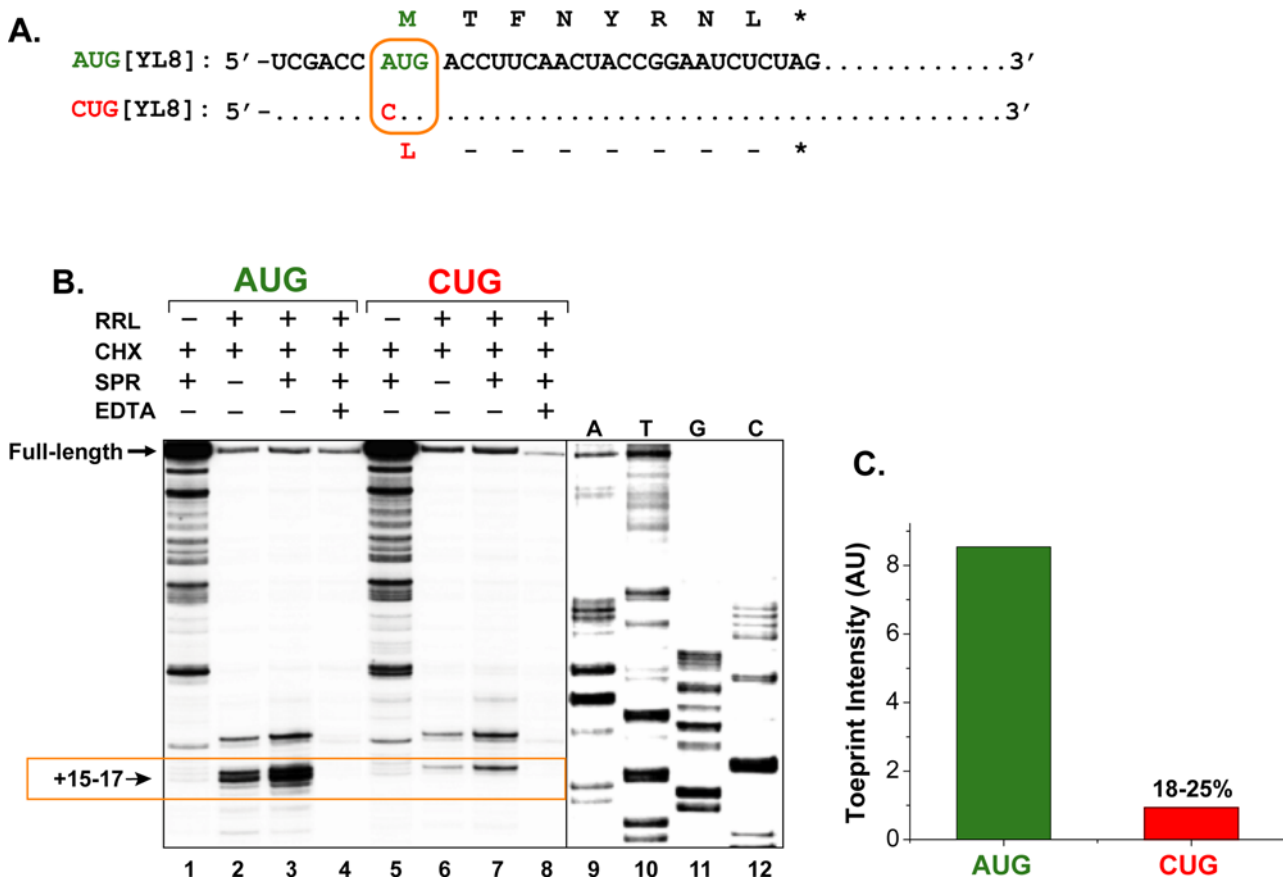 A.
M T F N Y R N L *
AUG[YL8]: 5′-UCGACC AUG ACCUUCAACUACCGGAAUCUCUAG............3′
CUG[YL8]: 5′-...... C.. ....................................3′
L - - - - - - - *
B.
AUG CUG
RRL − + + + − + + +
CHX + + + + + + + +
SPR + − + + + − + +
EDTA − − − + − − − +
A T G C
Full-length
+15-17
1 2 3 4 5 6 7 8 9 10 11 12
C.
Toeprint Intensity (AU)
8
6
4
2
0
18-25%
AUG CUG